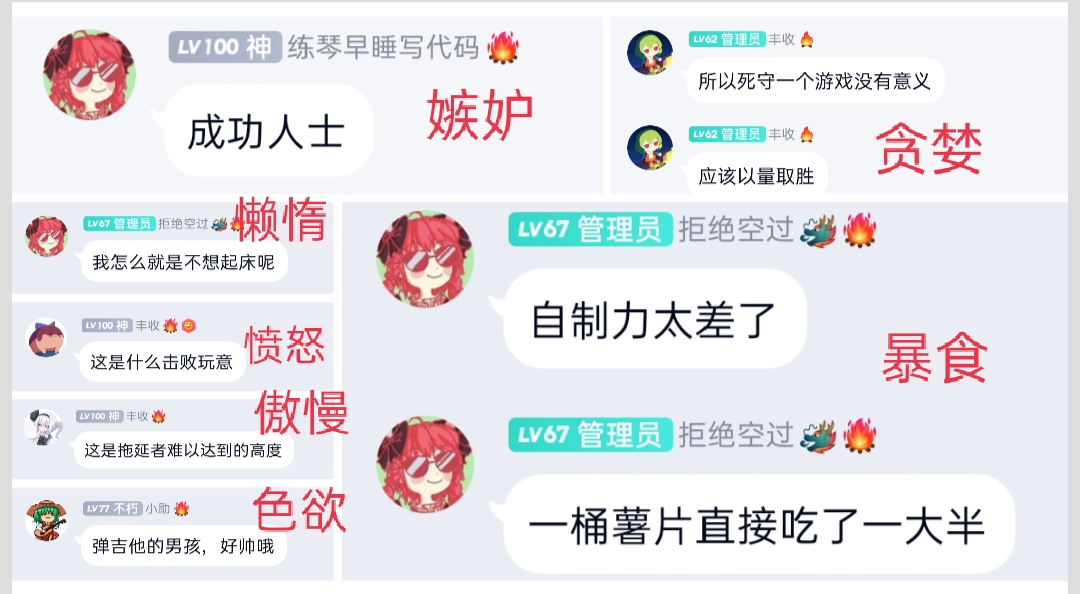 LV100 神 练琴早睡写代码
成功人士
嫉妒
LV62 管理员 丰收
所以死守一个游戏没有意义
LV62 管理员 丰收
应该以量取胜
贪婪
LV67 管理员 拒绝空过
懒惰
我怎么就是不想起床呢
LV100 神 丰收
这是什么击败玩意
愤怒
LV100 神 丰收
傲慢
这是拖延者难以达到的高度
LV77 不朽 小助
色欲
弹吉他的男孩，好帅哦
LV67 管理员 拒绝空过
自制力太差了
暴食
LV67 管理员 拒绝空过
一桶薯片直接吃了一大半